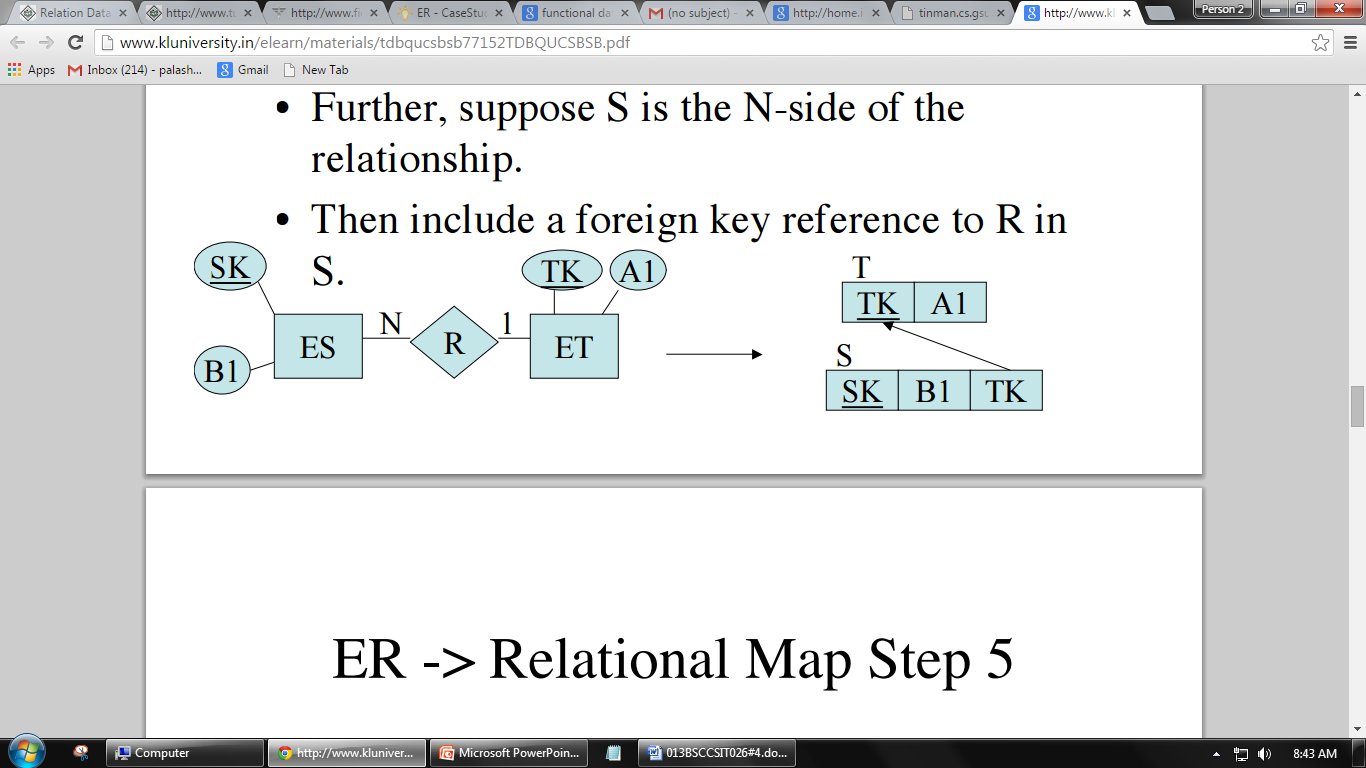 Relation Data
http://www.tu
http://www.fi
ER - CaseStud
functional da
(no subject) -
http://home.i
tinman.cs.gsu
http://www.kl
Person 2
www.kluniversity.in/elearn/materials/tdbqucsbsb77152TDBQUCSBSB.pdf
Apps
Inbox (214) - palash...
Gmail
New Tab
• Further, suppose S is the N-side of the
relationship.
• Then include a foreign key reference to R in
S.
SK
TK
A1
B1
ES
N
R
1
ET
T
TK
A1
S
SK
B1
TK
ER -> Relational Map Step 5
Computer
http://www.kluniver...
Microsoft PowerPoin...
013BSCCSIT026#4.do...
8:43 AM